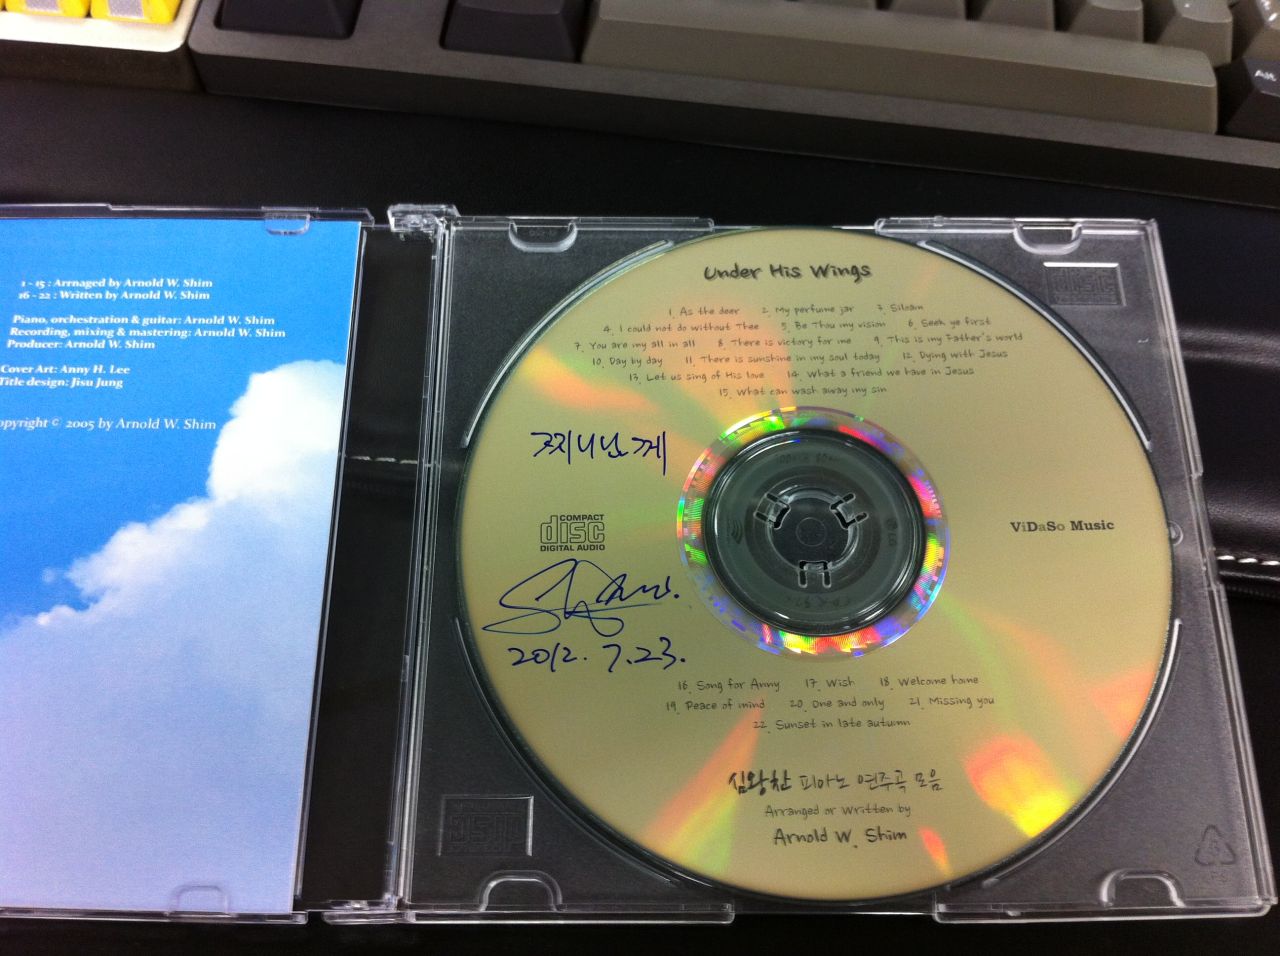 Alt
1 - 15 : Arrnaged by Arnold W. Shim
16 - 22 : Written by Arnold W. Shim
Piano, orchestration & guitar: Arnold W. Shim
Recording, mixing & mastering: Arnold W. Shim
Producer: Arnold W. Shim
Cover Art: Anny H. Lee
Title design: Jisu Jung
opyright © 2005 by Arnold W. Shim
Under His Wings
1. As the deer 2. My perfume jar 3. Siloam
4. I could not do without Thee 5. Be Thou my vision 6. Seek ye first
7. You are my all in all 8. There is victory for me 9. This is my Father's world
10. Day by day 11. There is sunshine in my soul today 12. Dying with Jesus
13. Let us sing of His love 14. What a friend we have in Jesus
15. What can wash away my sin
찌니님께
COMPACT
disc
DIGITAL AUDIO
ViDaSo Music
2012. 7. 23.
16. Song for Anny 17. Wish 18. Welcome home
19. Peace of mind 20. One and only 21. Missing you
22. Sunset in late autumn
심왕찬 피아노 연주곡 모음
Arranged or Written by
Arnold W. Shim